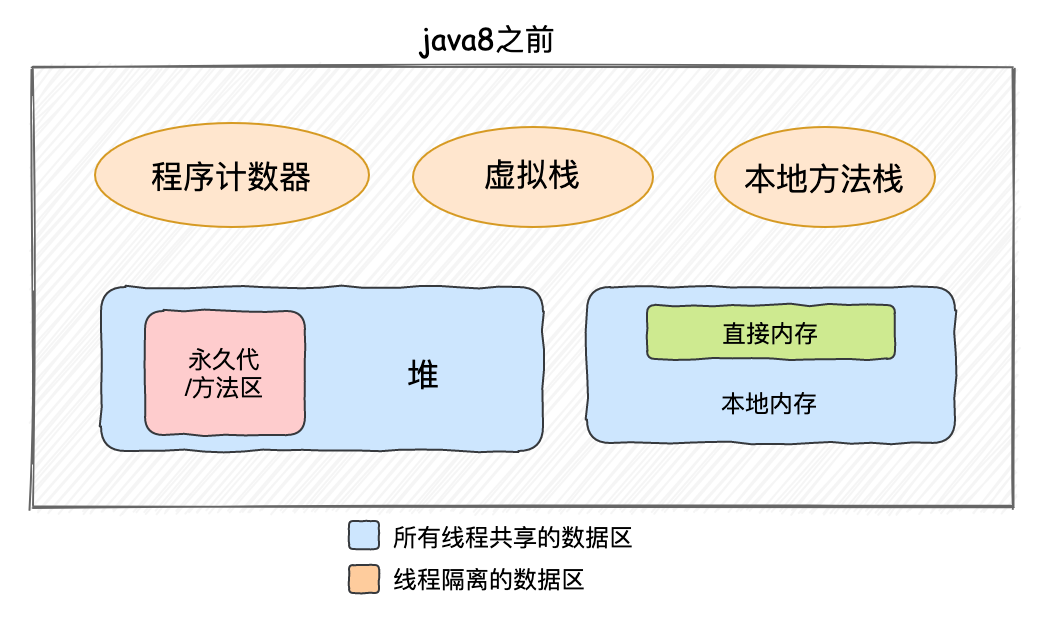 java8之前
程序计数器
虚拟栈
本地方法栈
永久代
/方法区
堆
直接内存
本地内存
所有线程共享的数据区
线程隔离的数据区